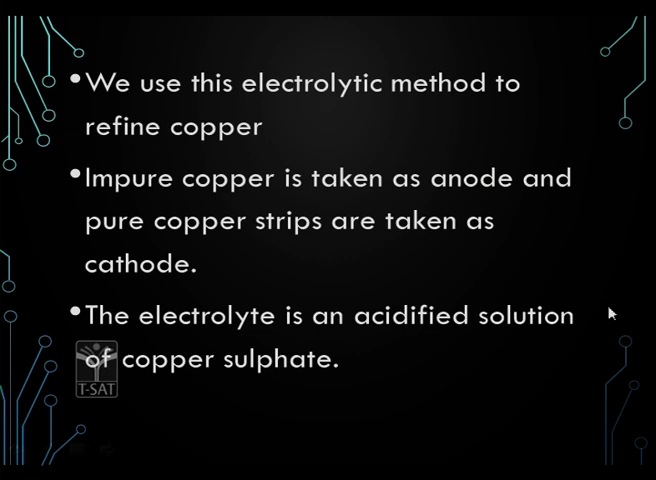 • We use this electrolytic method to
refine copper
• Impure copper is taken as anode and
pure copper strips are taken as
cathode.
• The electrolyte is an acidified solution
of copper sulphate.
T-SAT